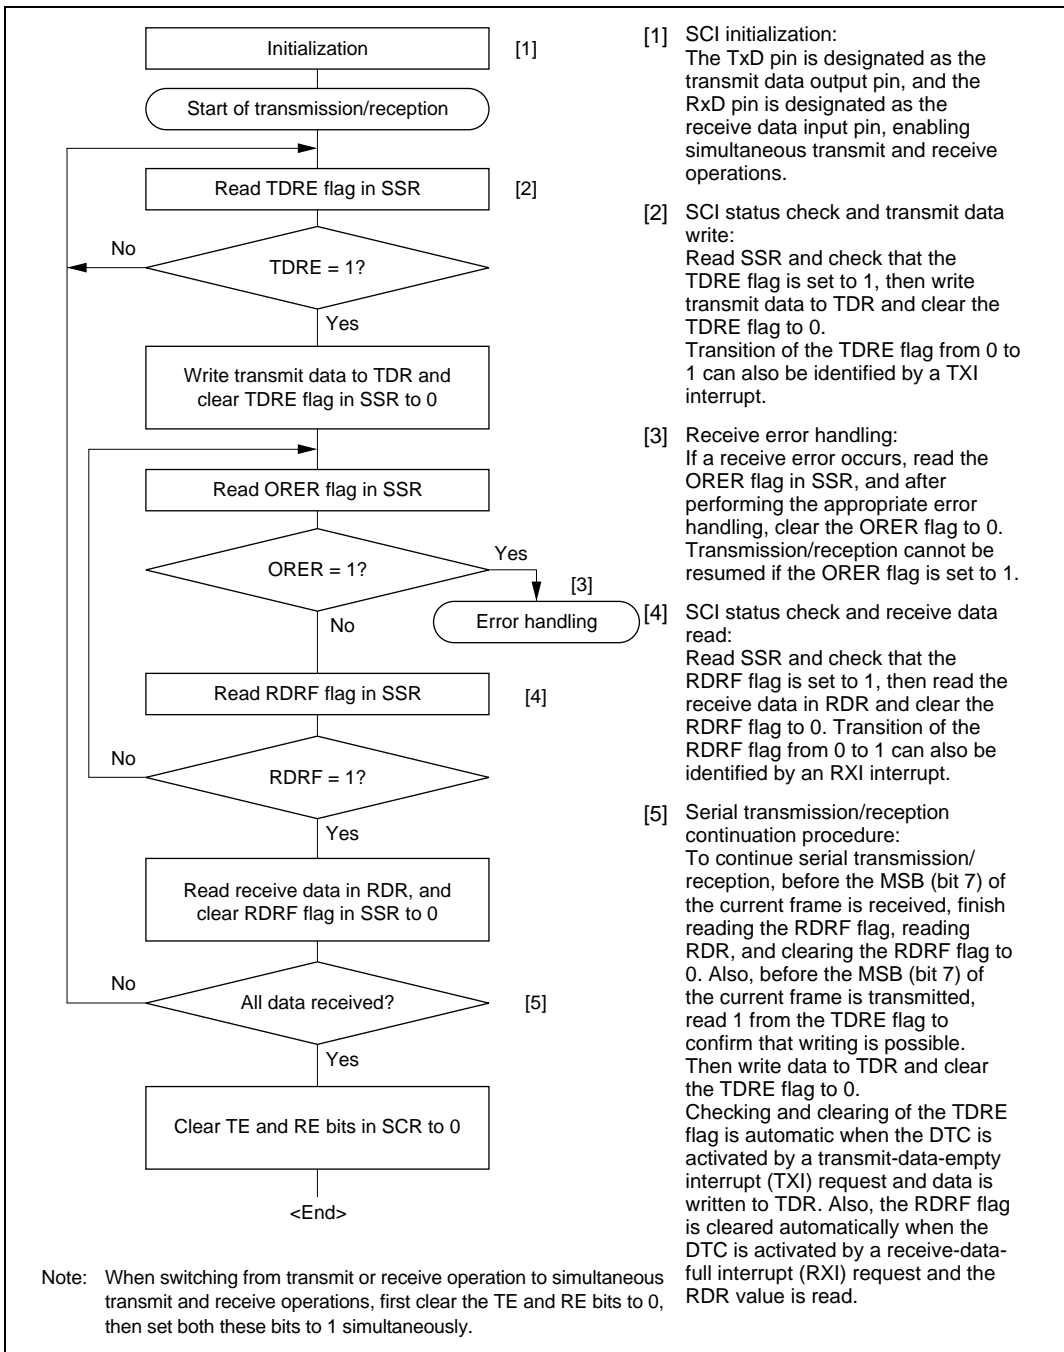 Initialization
[1]
Start of transmission/reception
Read TDRE flag in SSR
[2]
No
TDRE = 1?
Yes
Write transmit data to TDR and
clear TDRE flag in SSR to 0
Read ORER flag in SSR
ORER = 1?
Yes
[3]
Error handling
No
Read RDRF flag in SSR
[4]
No
RDRF = 1?
Yes
Read receive data in RDR, and
clear RDRF flag in SSR to 0
No
All data received?
[5]
Yes
Clear TE and RE bits in SCR to 0
<End>
[1] SCI initialization:
The TxD pin is designated as the
transmit data output pin, and the
RxD pin is designated as the
receive data input pin, enabling
simultaneous transmit and receive
operations.
[2] SCI status check and transmit data
write:
Read SSR and check that the
TDRE flag is set to 1, then write
transmit data to TDR and clear the
TDRE flag to 0.
Transition of the TDRE flag from 0 to
1 can also be identified by a TXI
interrupt.
[3] Receive error handling:
If a receive error occurs, read the
ORER flag in SSR, and after
performing the appropriate error
handling, clear the ORER flag to 0.
Transmission/reception cannot be
resumed if the ORER flag is set to 1.
[4] SCI status check and receive data
read:
Read SSR and check that the
RDRF flag is set to 1, then read the
receive data in RDR and clear the
RDRF flag to 0. Transition of the
RDRF flag from 0 to 1 can also be
identified by an RXI interrupt.
[5] Serial transmission/reception
continuation procedure:
To continue serial transmission/
reception, before the MSB (bit 7) of
the current frame is received, finish
reading the RDRF flag, reading
RDR, and clearing the RDRF flag to
0. Also, before the MSB (bit 7) of
the current frame is transmitted,
read 1 from the TDRE flag to
confirm that writing is possible.
Then write data to TDR and clear
the TDRE flag to 0.
Checking and clearing of the TDRE
flag is automatic when the DTC is
activated by a transmit-data-empty
interrupt (TXI) request and data is
written to TDR. Also, the RDRF flag
is cleared automatically when the
DTC is activated by a receive-data-
full interrupt (RXI) request and the
RDR value is read.
Note: When switching from transmit or receive operation to simultaneous
transmit and receive operations, first clear the TE and RE bits to 0,
then set both these bits to 1 simultaneously.